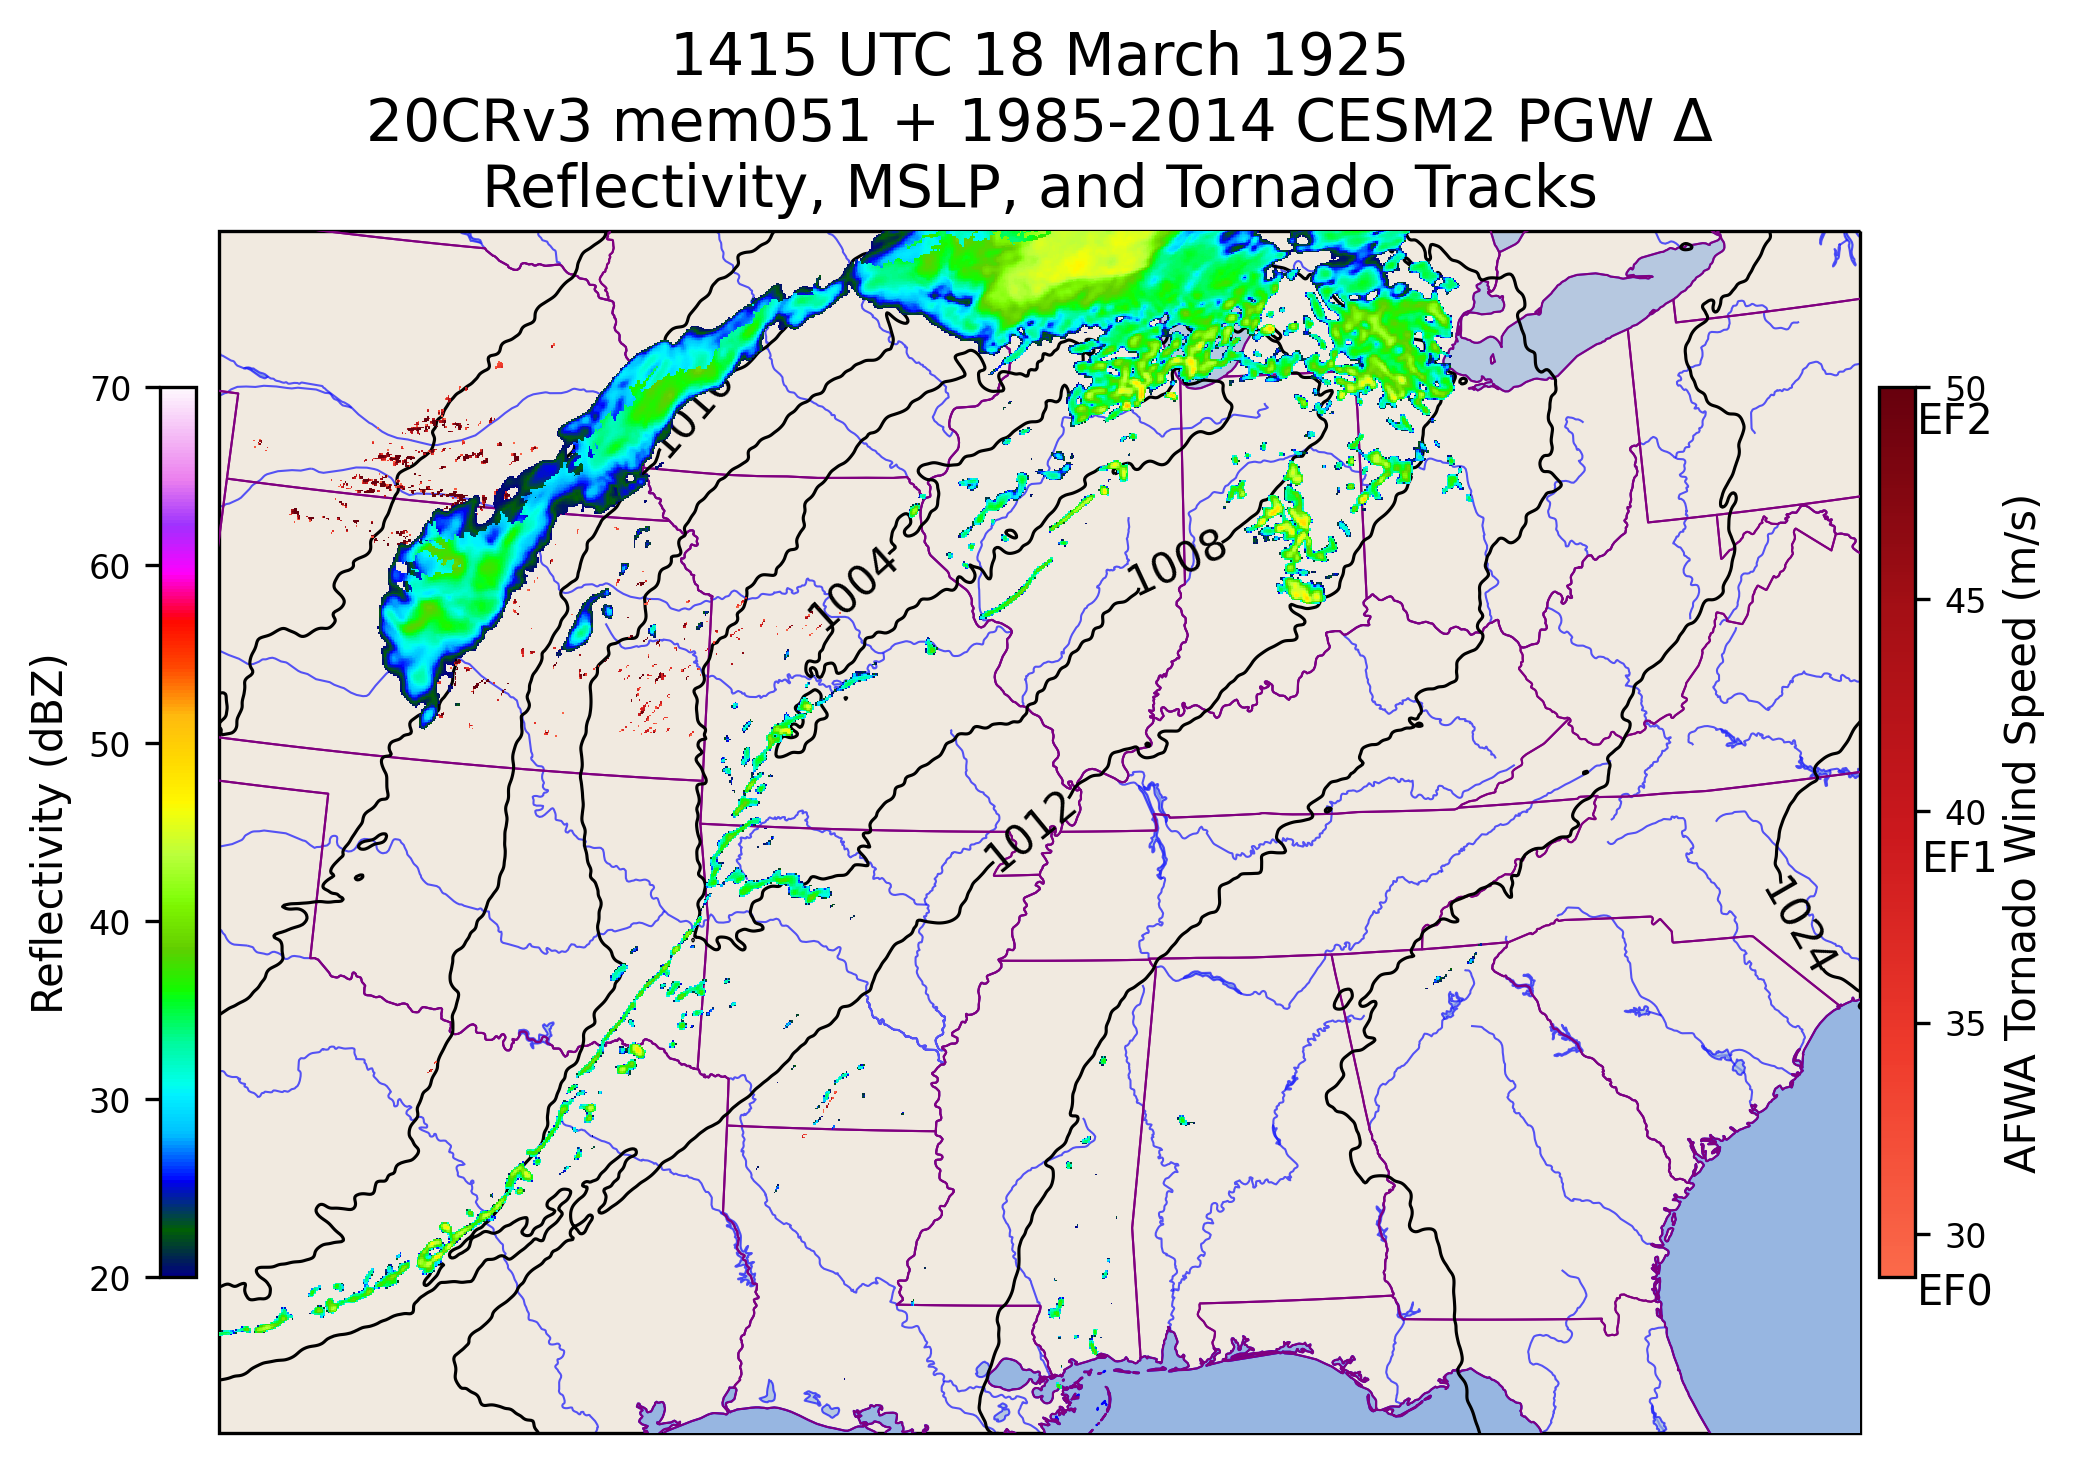 1415 UTC 18 March 1925
20CRv3 mem051 + 1985-2014 CESM2 PGW Δ
Reflectivity, MSLP, and Tornado Tracks
70
60
50
40
30
20
Reflectivity (dBZ)
1016
1004
1008
1012
1024
50
EF2
45
40
EF1
35
30
EF0
AFWA Tornado Wind Speed (m/s)